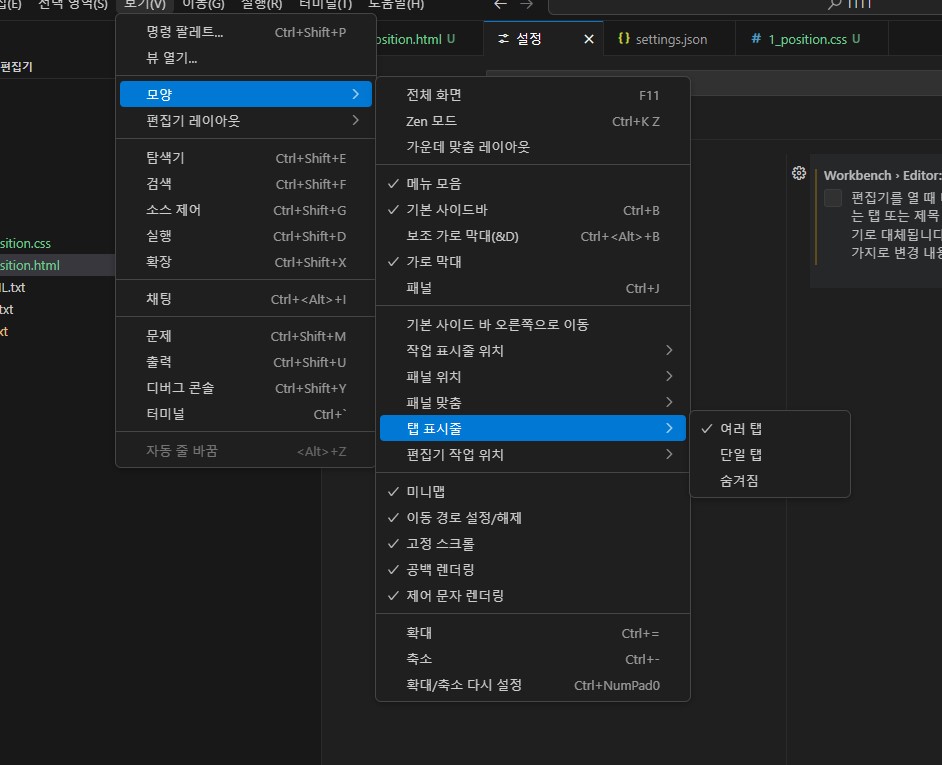 집(E) 선택 영역(S) 보기(V) 이동(G) 실행(R) 터미널(T) 도움말(H)
position.html U
설정
{} settings.json
# 1_position.css U
편집기
sition.css
sition.html
L.txt
txt
xt
명령 팔레트... Ctrl+Shift+P
뷰 열기...
모양
편집기 레이아웃
탐색기 Ctrl+Shift+E
검색 Ctrl+Shift+F
소스 제어 Ctrl+Shift+G
실행 Ctrl+Shift+D
확장 Ctrl+Shift+X
채팅 Ctrl+<Alt>+I
문제 Ctrl+Shift+M
출력 Ctrl+Shift+U
디버그 콘솔 Ctrl+Shift+Y
터미널 Ctrl+`
자동 줄 바꿈 <Alt>+Z
전체 화면 F11
Zen 모드 Ctrl+K Z
가운데 맞춤 레이아웃
메뉴 모음
기본 사이드바 Ctrl+B
보조 가로 막대(&D) Ctrl+<Alt>+B
가로 막대
패널 Ctrl+J
기본 사이드 바 오른쪽으로 이동
작업 표시줄 위치
패널 위치
패널 맞춤
탭 표시줄
편집기 작업 위치
미니맵
이동 경로 설정/해제
고정 스크롤
공백 렌더링
제어 문자 렌더링
확대 Ctrl+=
축소 Ctrl+-
확대/축소 다시 설정 Ctrl+NumPad0
여러 탭
단일 탭
숨겨짐
Workbench › Editor:
편집기를 열 때
는 탭 또는 제목
기로 대체됩니다
가지로 변경 내용